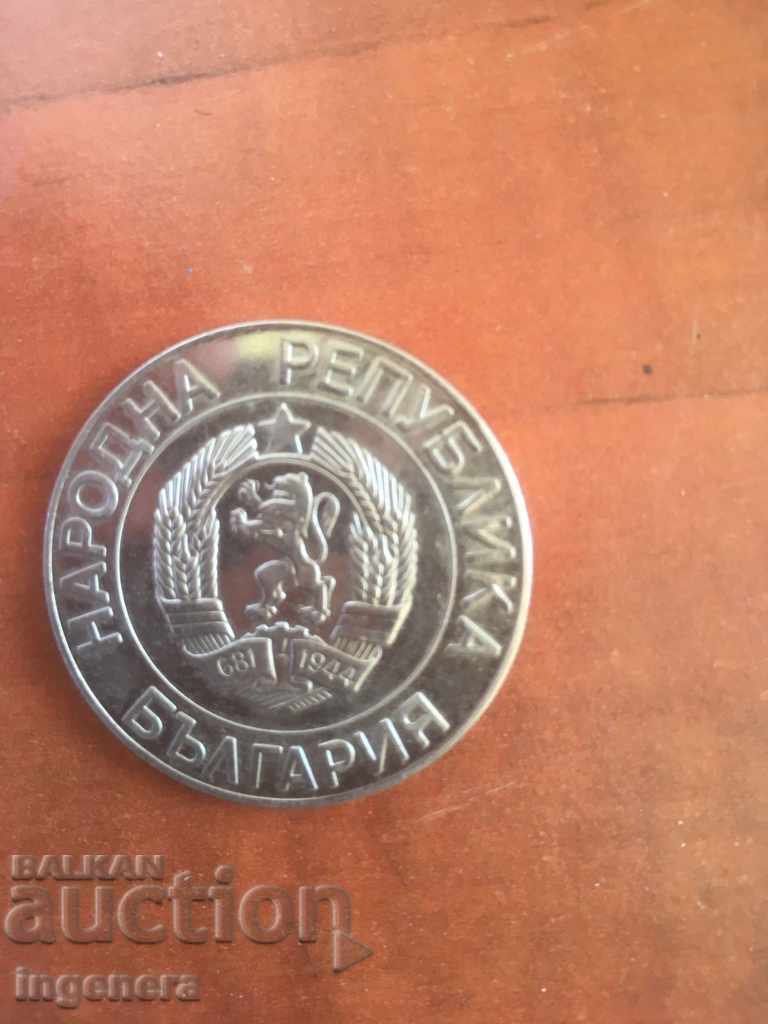 НАРОДНА РЕПУБЛИКА
БЪЛГАРИЯ
681 1944
BALKAN
auction
ingenera